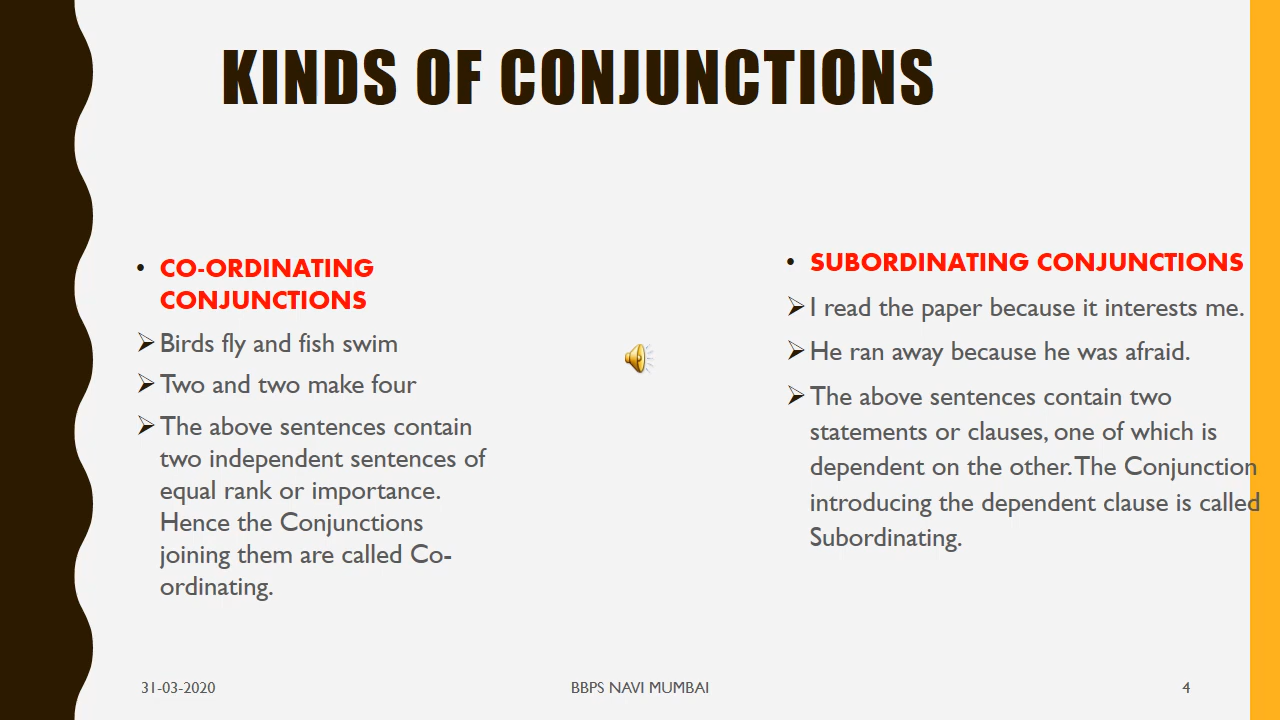 KINDS OF CONJUNCTIONS
• CO-ORDINATING
CONJUNCTIONS
➢ Birds fly and fish swim
➢ Two and two make four
➢ The above sentences contain
two independent sentences of
equal rank or importance.
Hence the Conjunctions
joining them are called Co-
ordinating.
• SUBORDINATING CONJUNCTIONS
➢ I read the paper because it interests me.
➢ He ran away because he was afraid.
➢ The above sentences contain two
statements or clauses, one of which is
dependent on the other. The Conjunction
introducing the dependent clause is called
Subordinating.
31-03-2020
BBPS NAVI MUMBAI
4